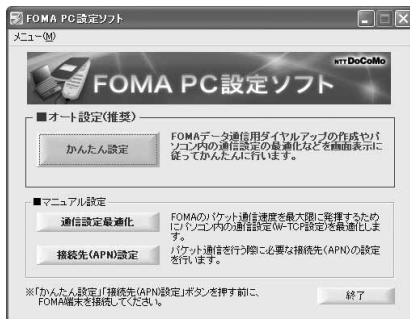 FOMA PC設定ソフト
メニュー(M)
NTT DoCoMo
FOMA PC設定ソフト
■オート設定(推奨)
かんたん設定
FOMAデータ通信用ダイヤルアップの作成やパ
ソコン内の通信設定の最適化などを画面表示に
従ってかんたんに行います。
■マニュアル設定
通信設定最適化
FOMAのパケット通信速度を最大限に発揮するため
にパソコン内の通信設定(W-TCP設定)を最適化しま
す。
接続先(APN)設定
パケット通信を行う際に必要な接続先(APN)の設定
を行います。
※「かんたん設定」「接続先(APN)設定」ボタンを押す前に、
FOMA端末を接続してください。
終了